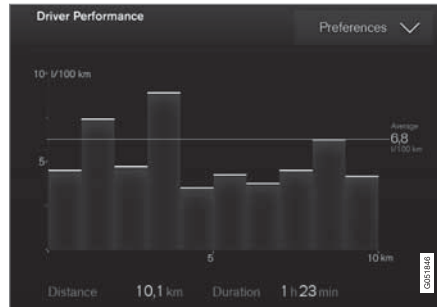 Driver Performance
Preferences
10 l/100 km
Average
6,8
l/100 km
5
5
10 km
Distance 10,1 km Duration 1 h 23 min
G051846